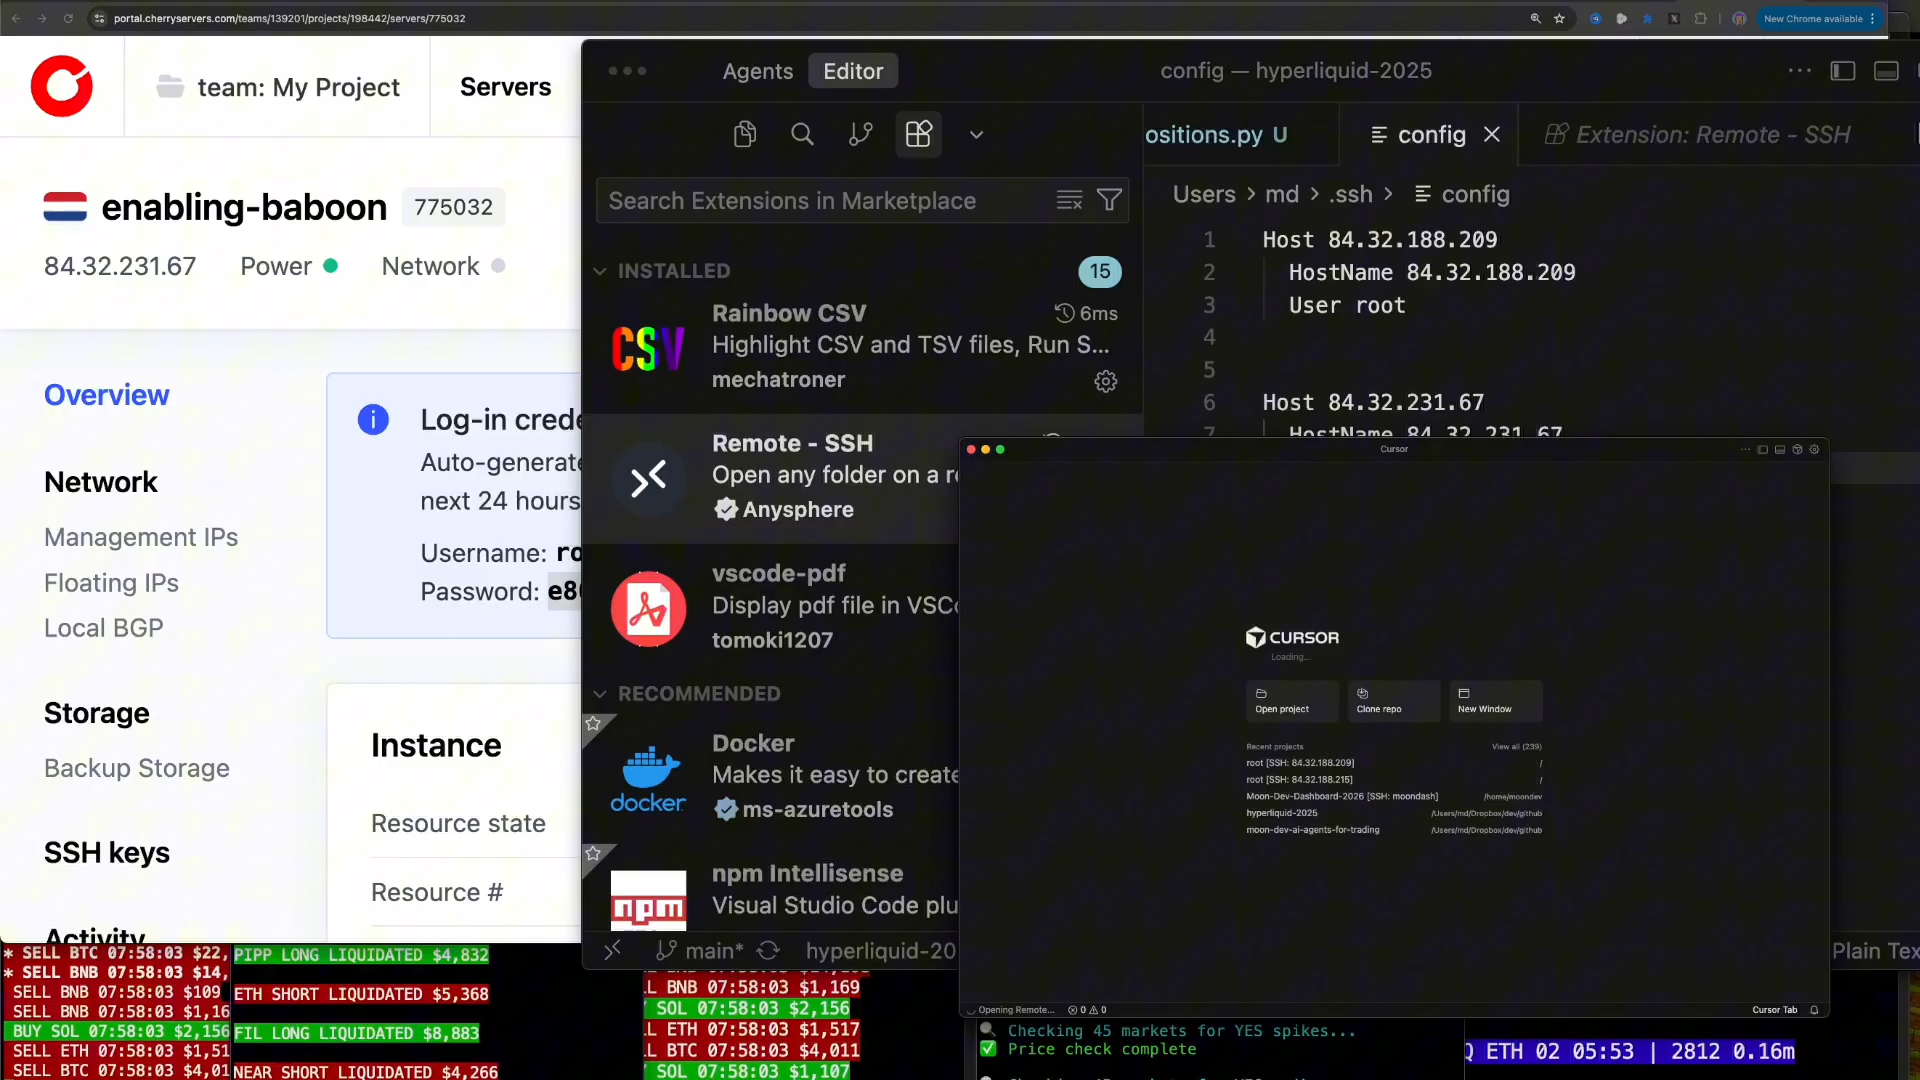 portal.cherryservers.com/teams/139201/projects/198442/servers/775032
New Chrome available
team: My Project
Servers
enabling-baboon
775032
84.32.231.67
Power
Network
Overview
Network
Management IPs
Floating IPs
Local BGP
Storage
Backup Storage
SSH keys
Activity
Log-in crede
Auto-generate
next 24 hours
Username: ro
Password: e8
Instance
Resource state
Resource #
Agents
Editor
config — hyperliquid-2025
Search Extensions in Marketplace
INSTALLED
15
Rainbow CSV
6ms
Highlight CSV and TSV files, Run S...
mechatroner
CSV
Remote - SSH
Open any folder on a re
Anysphere
vscode-pdf
Display pdf file in VSCo
tomoki1207
RECOMMENDED
Docker
Makes it easy to create
ms-azuretools
docker
npm Intellisense
Visual Studio Code plu
npm
main*
hyperliquid-20
ositions.py U
config
Extension: Remote - SSH
Users > md > .ssh > config
1 Host 84.32.188.209
2 HostName 84.32.188.209
3 User root
4
5
6 Host 84.32.231.67
7 HostName 84.32.231.67
Plain Tex
Cursor
CURSOR
Loading...
Open project
Clone repo
New Window
Recent projects
View all (239)
root [SSH: 84.32.188.209] /
root [SSH: 84.32.188.215] /
Moon-Dev-Dashboard-2026 [SSH: moondash] /home/moondev
hyperliquid-2025 /Users/md/Dropbox/dev/github
moon-dev-ai-agents-for-trading /Users/md/Dropbox/dev/github
Opening Remote...
0 0
Cursor Tab
* SELL BTC 07:58:03 $22,
* SELL BNB 07:58:03 $14,
SELL BNB 07:58:03 $109
SELL BNB 07:58:03 $1,16
BUY SOL 07:58:03 $2,156
SELL ETH 07:58:03 $1,51
SELL BTC 07:58:03 $4,01
PIPP LONG LIQUIDATED $4,832
ETH SHORT LIQUIDATED $5,368
FIL LONG LIQUIDATED $8,883
NEAR SHORT LIQUIDATED $4,266
L BNB 07:58:03 $1,169
SOL 07:58:03 $2,156
L ETH 07:58:03 $1,517
L BTC 07:58:03 $4,011
SOL 07:58:03 $1,107
Checking 45 markets for YES spikes...
Price check complete
ETH 02 05:53 | 2812 0.16m